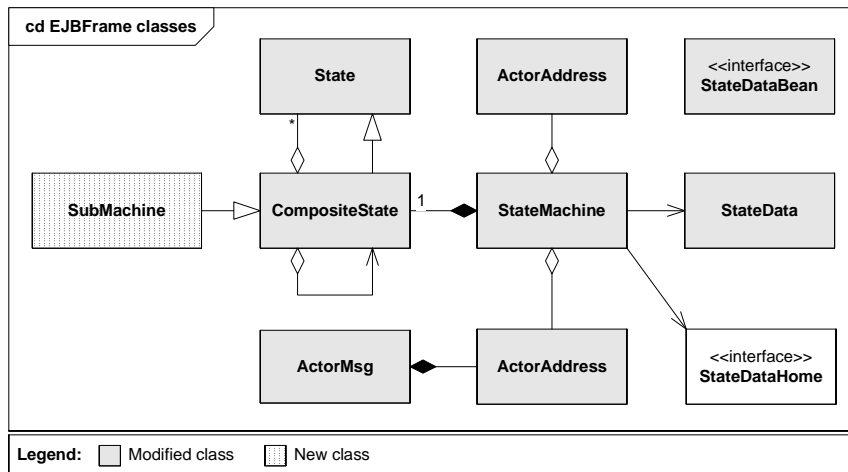 cd EJBFrame classes
State
ActorAddress
<<interface>>
StateDataBean
*
SubMachine
CompositeState
1
StateMachine
StateData
ActorMsg
ActorAddress
<<interface>>
StateDataHome
Legend: Modified class New class